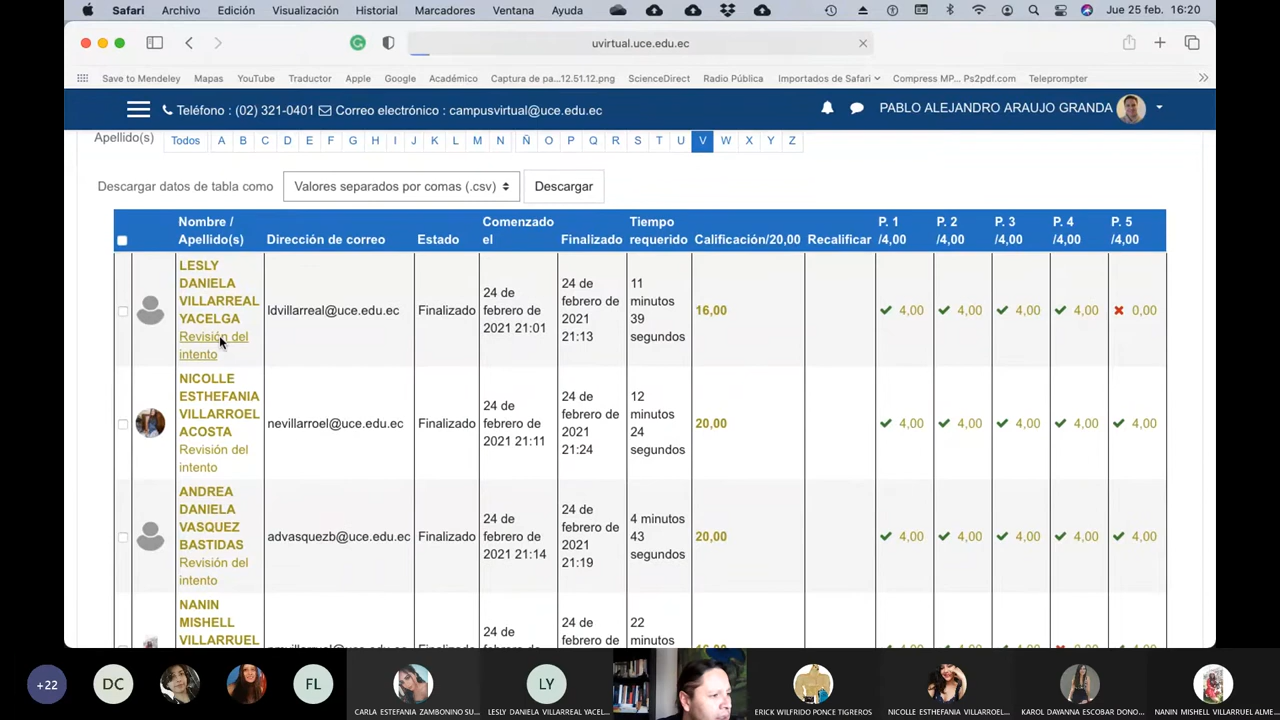 Safari Archivo Edición Visualización Historial Marcadores Ventana Ayuda Jue 25 feb. 16:20
uvirtual.uce.edu.ec
Save to Mendeley Mapas YouTube Traductor Apple Google Académico Captura de pa...12.51.12.png ScienceDirect Radio Pública Importados de Safari Compress MP... Ps2pdf.com Teleprompter
Teléfono : (02) 321-0401 Correo electrónico : campusvirtual@uce.edu.ec PABLO ALEJANDRO ARAUJO GRANDA
Apellido(s) Todos A B C D E F G H I J K L M N Ñ O P Q R S T U V W X Y Z
Descargar datos de tabla como Valores separados por comas (.csv) Descargar
Nombre / Comenzado Tiempo P. 1 P. 2 P. 3 P. 4 P. 5
Apellido(s) Dirección de correo Estado el Finalizado requerido Calificación/20,00 Recalificar /4,00 /4,00 /4,00 /4,00 /4,00
LESLY
DANIELA
VILLARREAL
YACELGA
Revisión del
intento
ldvillarreal@uce.edu.ec
Finalizado
24 de
febrero de
2021 21:01
24 de
febrero de
2021
21:13
11
minutos
39
segundos
16,00
4,00 4,00 4,00 4,00 0,00
NICOLLE
ESTHEFANIA
VILLARROEL
ACOSTA
Revisión del
intento
nevillarroel@uce.edu.ec
Finalizado
24 de
febrero de
2021 21:11
24 de
febrero de
2021
21:24
12
minutos
24
segundos
20,00
4,00 4,00 4,00 4,00 4,00
ANDREA
DANIELA
VASQUEZ
BASTIDAS
Revisión del
intento
advasquezb@uce.edu.ec
Finalizado
24 de
febrero de
2021 21:14
24 de
febrero de
2021
21:19
4 minutos
43
segundos
20,00
4,00 4,00 4,00 4,00 4,00
NANIN
MISHELL
VILLARRUEL
24 de
febrero de
24 de
febrero de
22
minutos
+22 DC FL LY
CARLA ESTEFANIA ZAMBONINO SU... LESLY DANIELA VILLARREAL YACEL... ERICK WILFRIDO PONCE TIGREROS NICOLLE ESTHEFANIA VILLARROEL... KAROL DAYANNA ESCOBAR DONO... NANIN MISHELL VILLARRUEL ALME...